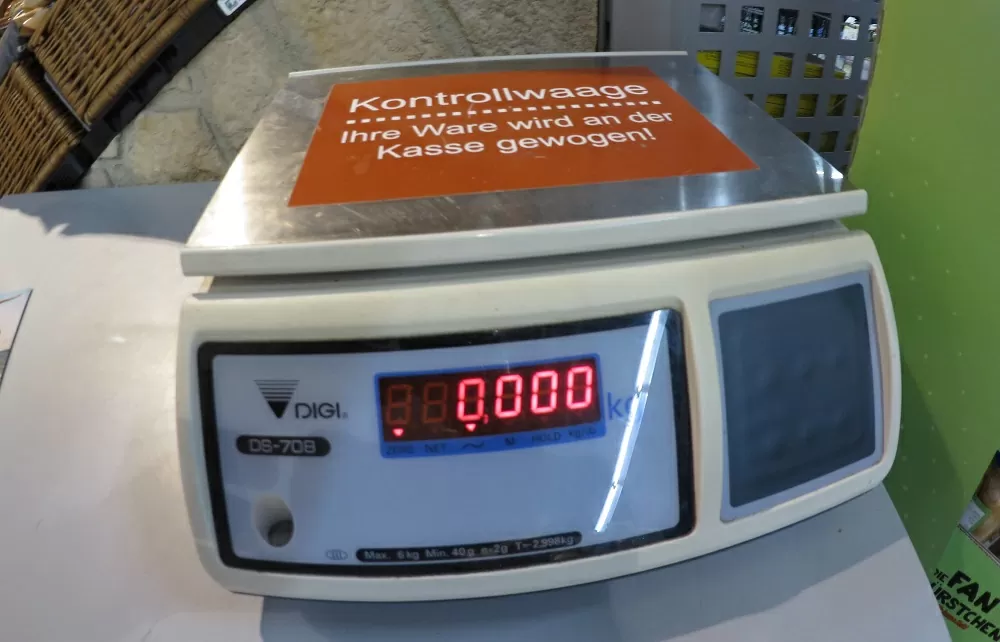 Kontrollwaage
Ihre Ware wird an der
Kasse gewogen!
DIGI
DS-708
0,000
kg
ZERO NET M HOLD kg/%
Max. 6kg Min. 40g e=2g T=-2,998kg
FAN